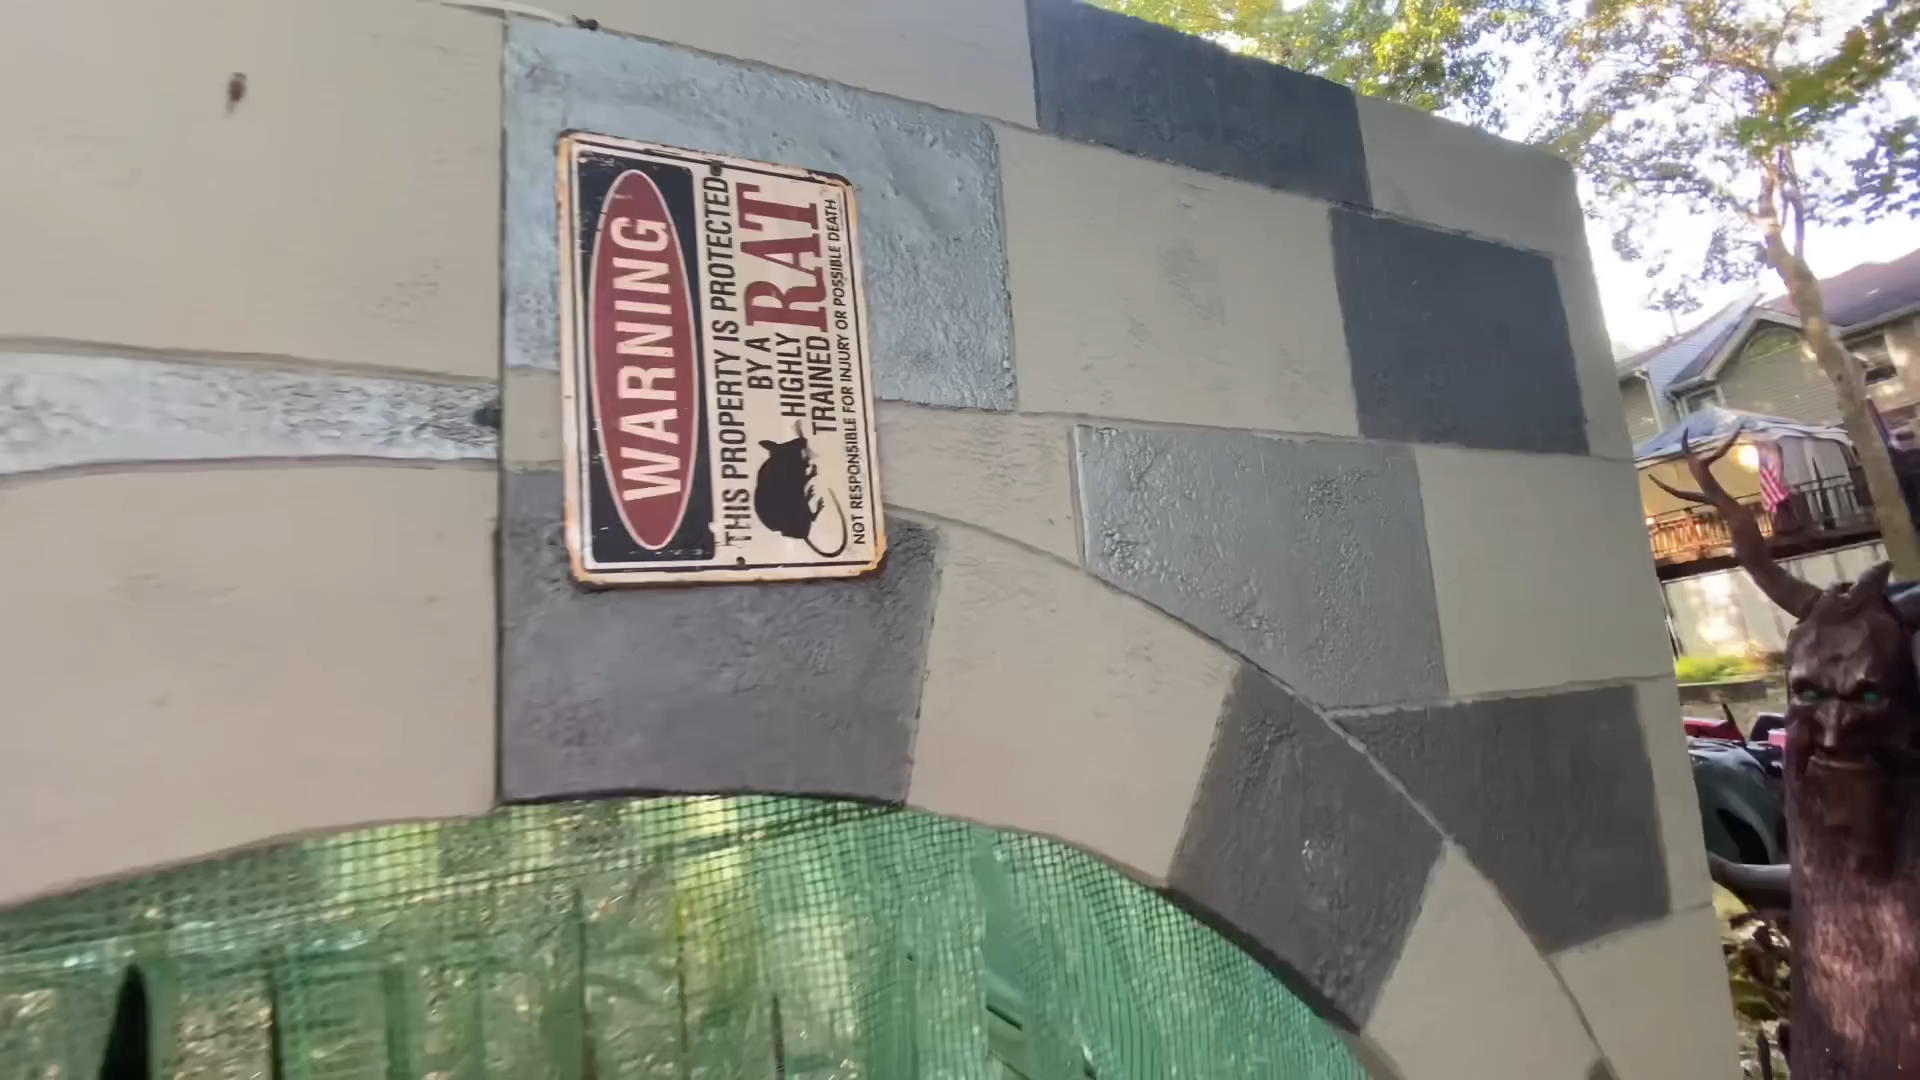 WARNING
THIS PROPERTY IS PROTECTED
BY A
HIGHLY
TRAINED
RAT
NOT RESPONSIBLE FOR INJURY OR POSSIBLE DEATH